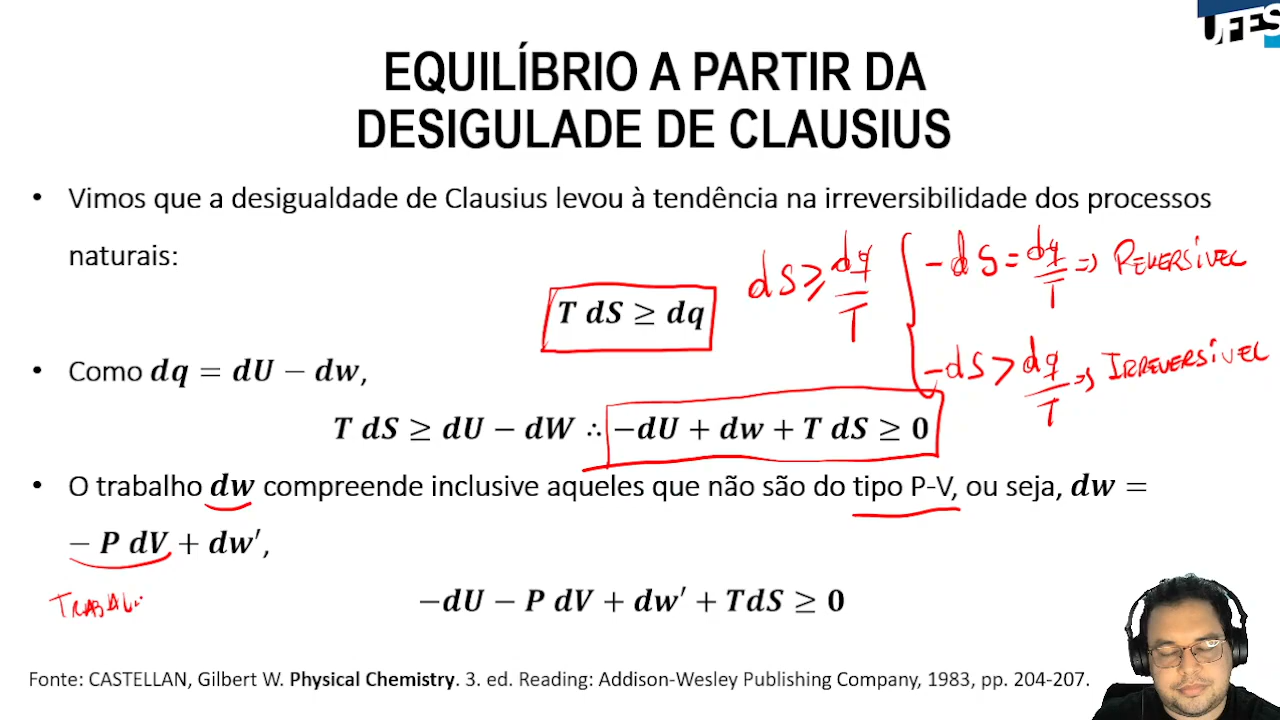 UFES
EQUILÍBRIO A PARTIR DA
DESIGULADE DE CLAUSIUS
• Vimos que a desigualdade de Clausius levou à tendência na irreversibilidade dos processos
naturais:
T dS ≥ dq
dS ≥ dq/T
- dS = dq/T ⇒ REVERSÍVEL
- dS > dq/T ⇒ IRREVERSÍVEL
• Como dq = dU − dw,
T dS ≥ dU − dW ∴ −dU + dw + T dS ≥ 0
• O trabalho dw compreende inclusive aqueles que não são do tipo P-V, ou seja, dw =
− P dV + dw′,
TRABAL
−dU − P dV + dw′ + TdS ≥ 0
Fonte: CASTELLAN, Gilbert W. Physical Chemistry. 3. ed. Reading: Addison-Wesley Publishing Company, 1983, pp. 204-207.